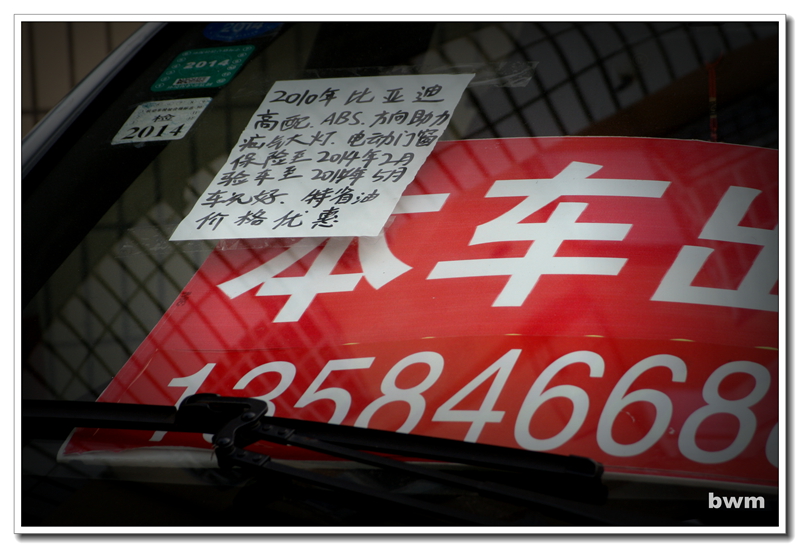 2014
2014
检
2014
2010年比亚迪
高配.ABS.方向助力
疝气大灯.电动门窗
保险至2014年2月
验车至2014年5月
车况好.特省油
价格优惠
本车出
135846686
bwm